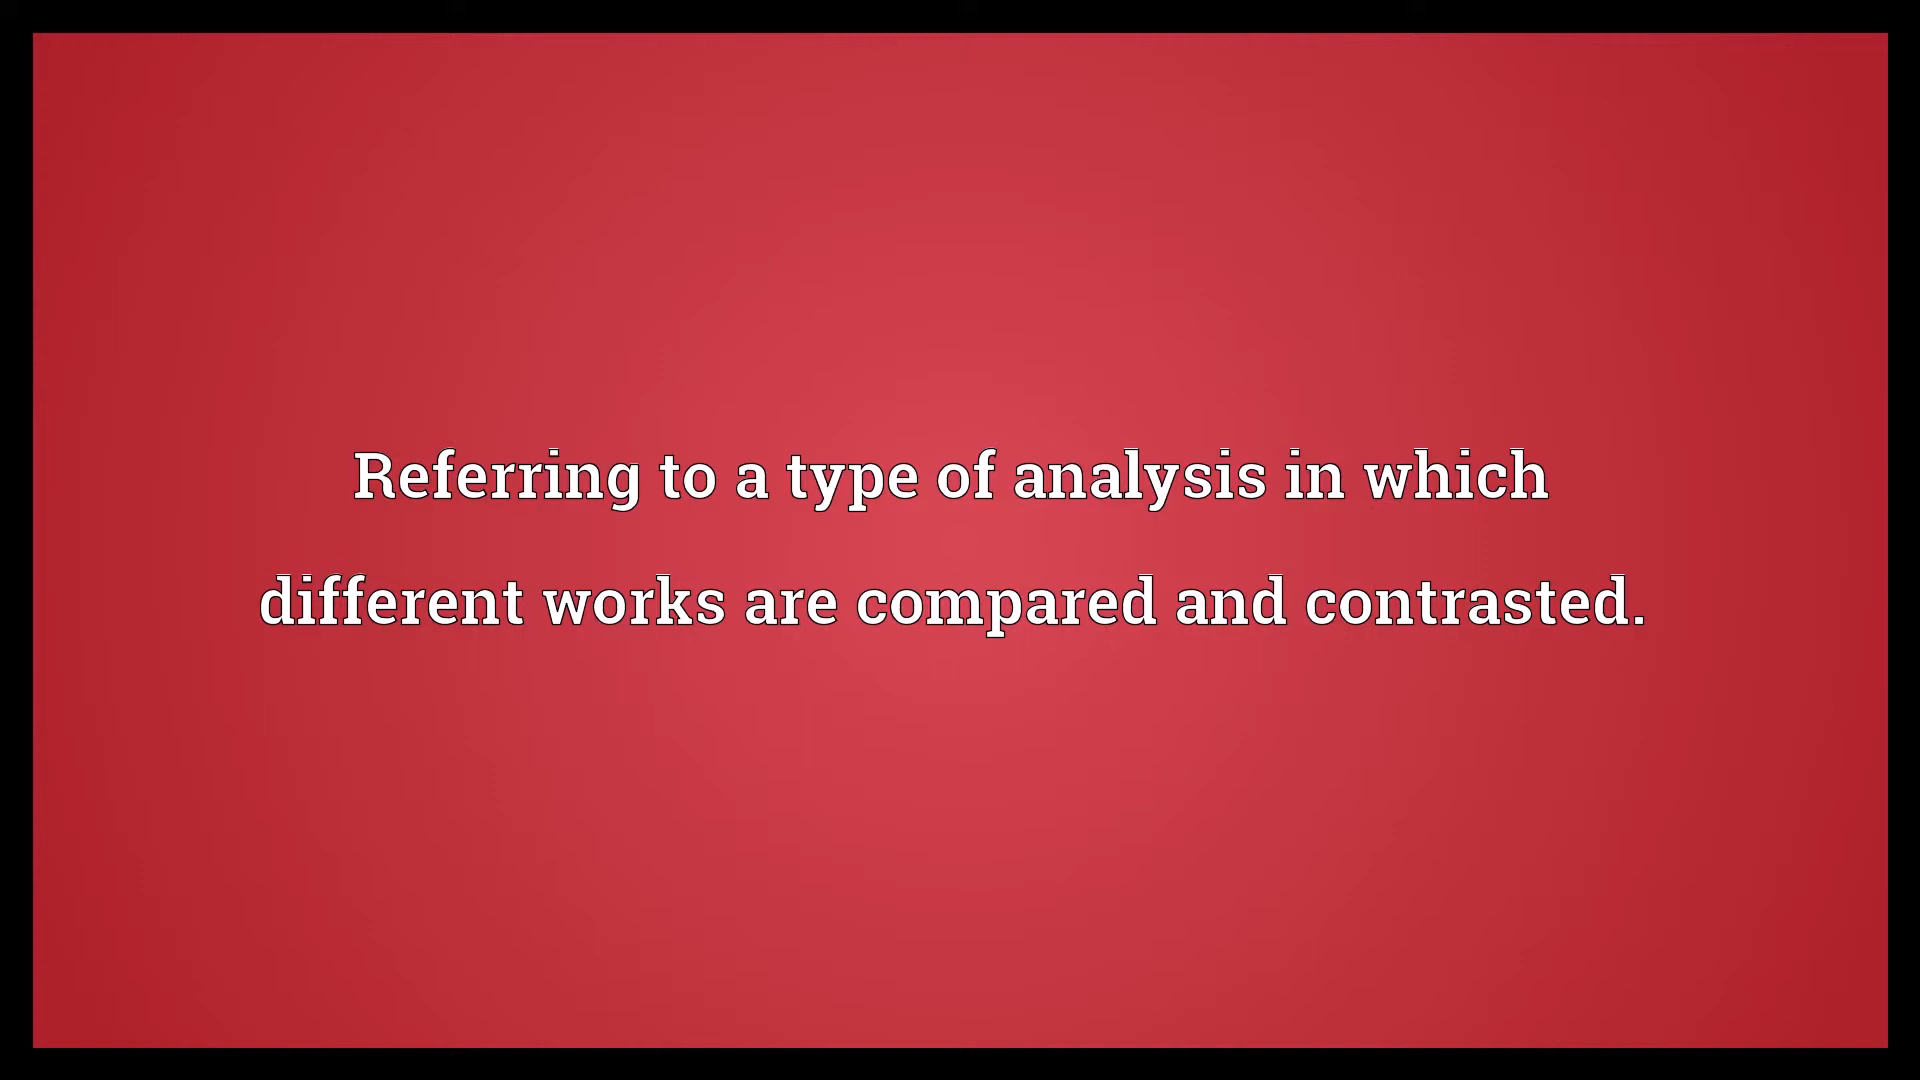 Referring to a type of analysis in which
different works are compared and contrasted.